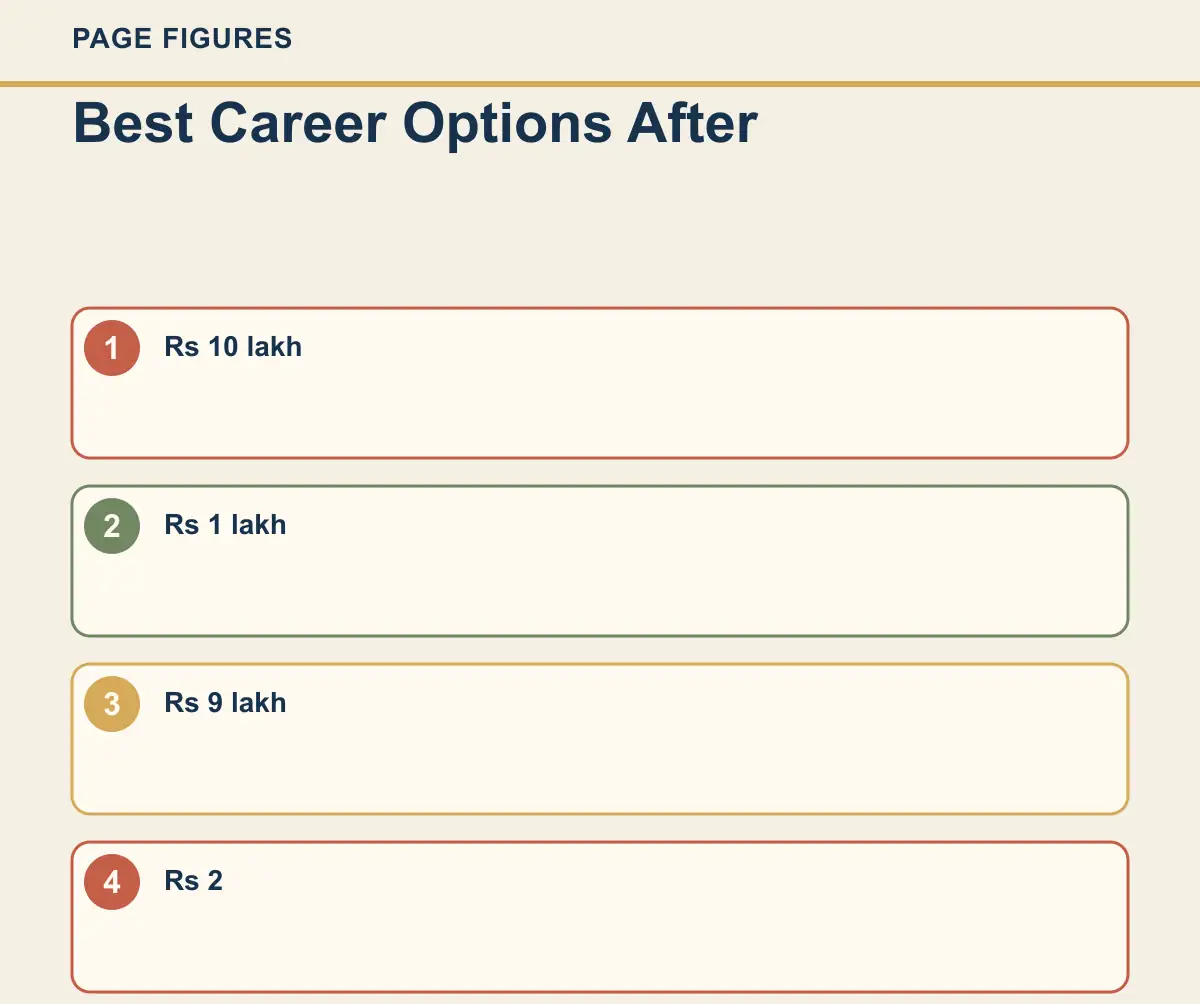 PAGE FIGURES
Best Career Options After
1 Rs 10 lakh
2 Rs 1 lakh
3 Rs 9 lakh
4 Rs 2